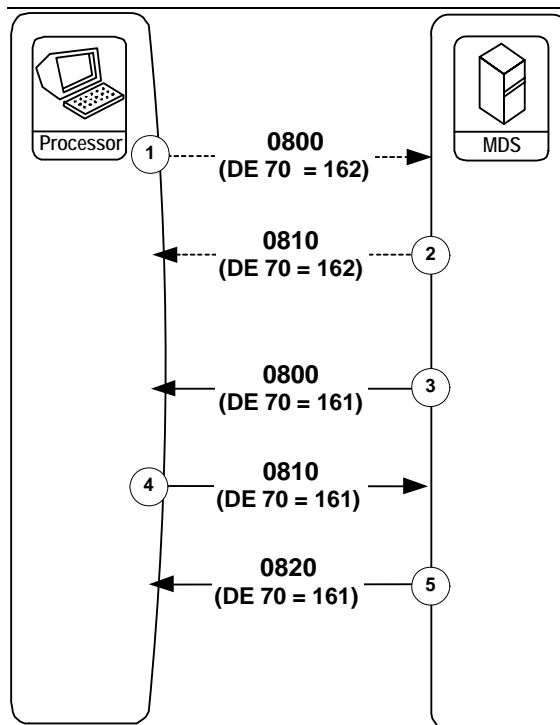 Processor
MDS
1
0800
(DE 70 = 162)
0810
(DE 70 = 162)
2
0800
(DE 70 = 161)
3
4
0810
(DE 70 = 161)
0820
(DE 70 = 161)
5